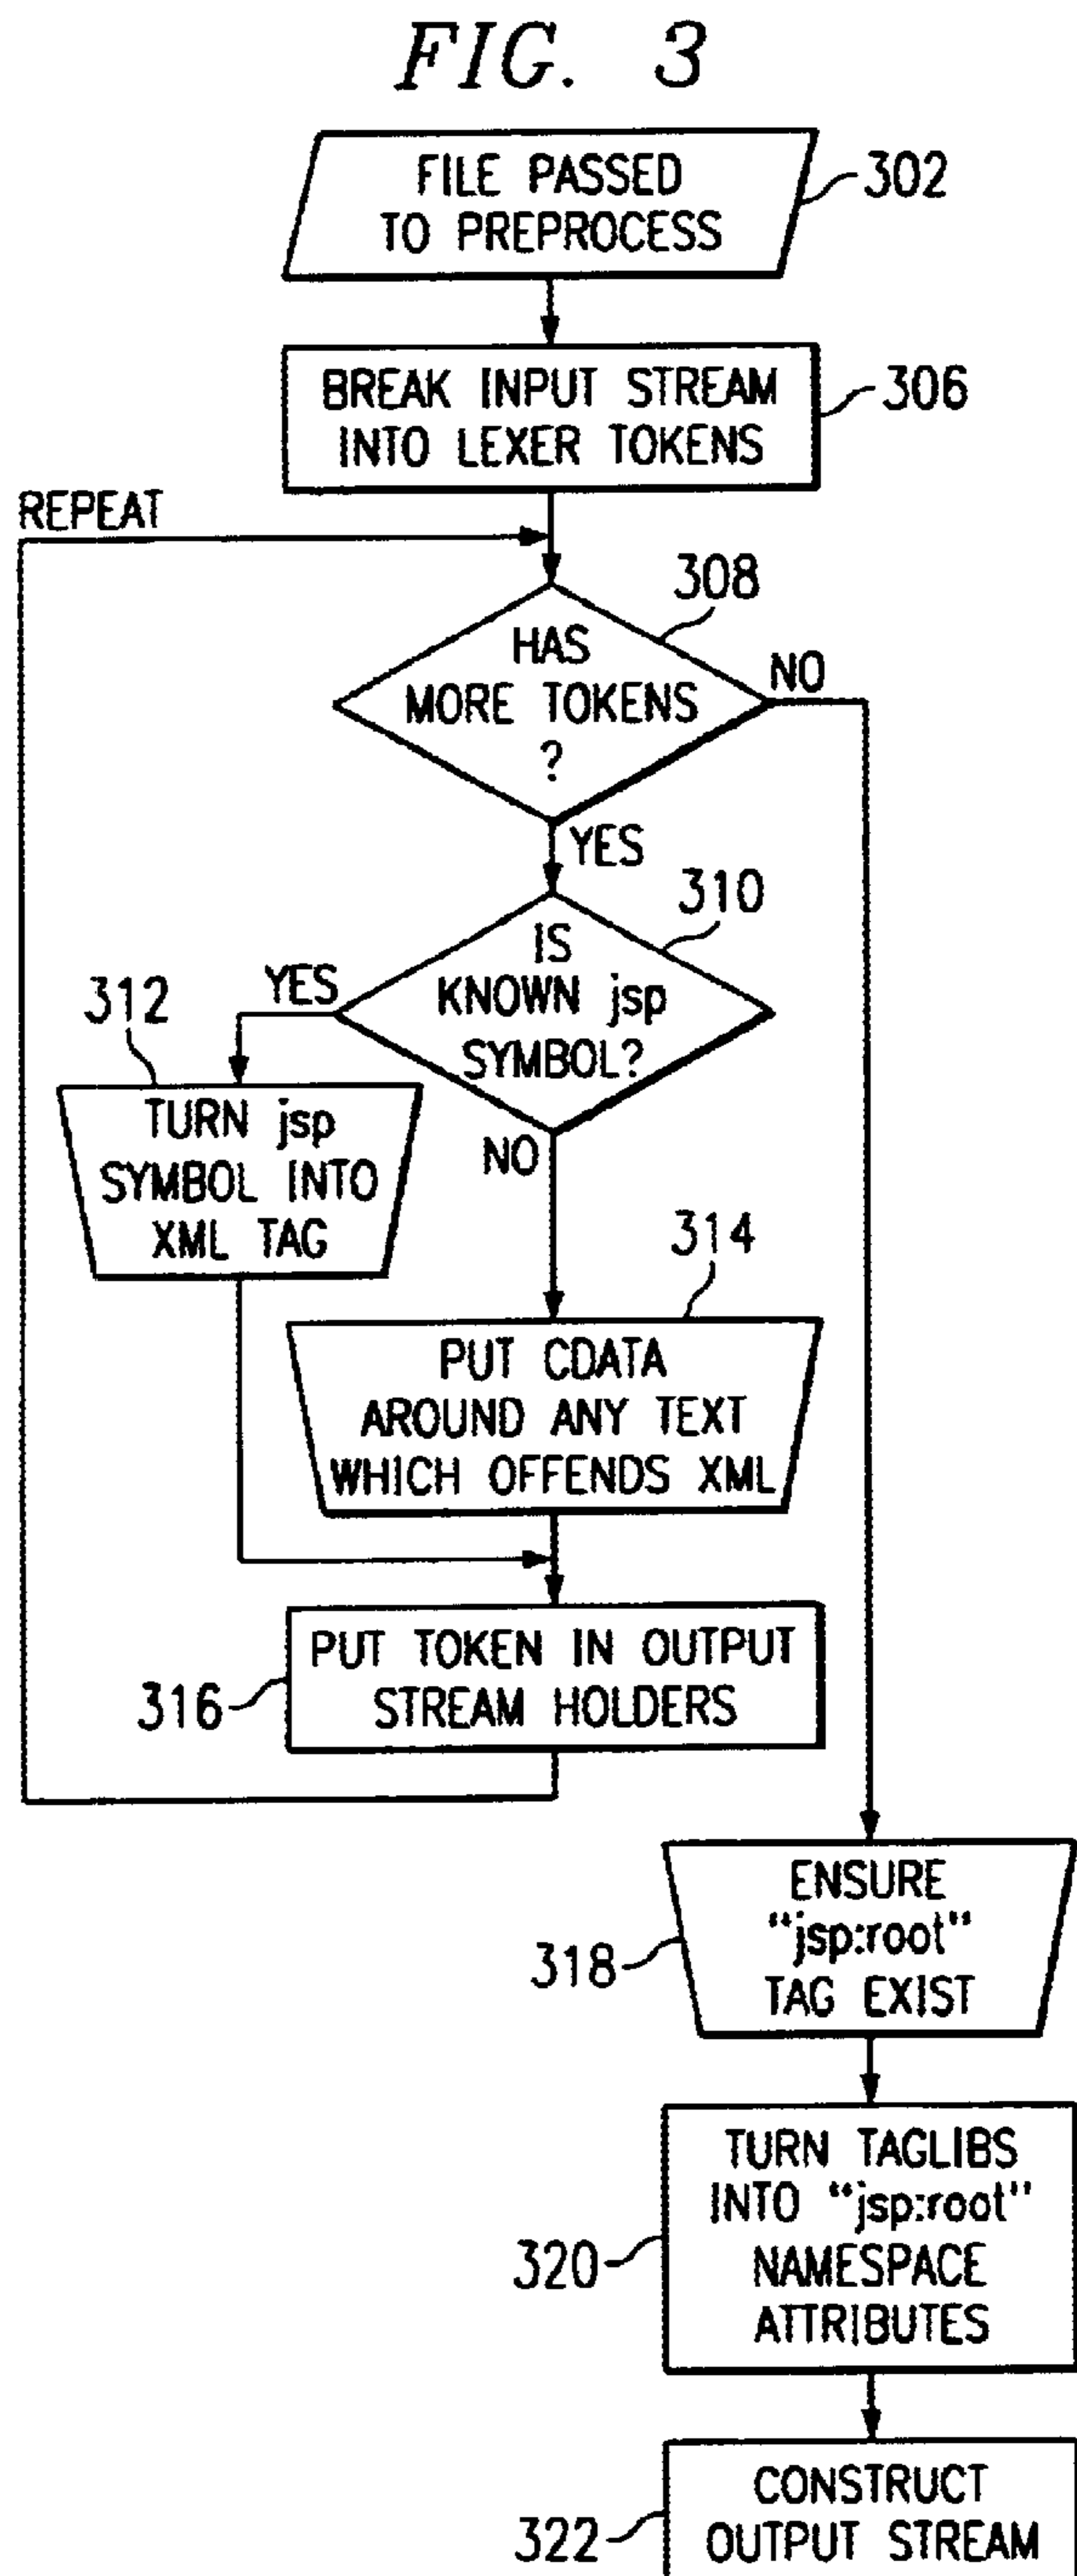 FIG. 3
FILE PASSED
TO PREPROCESS
302
BREAK INPUT STREAM
INTO LEXER TOKENS
306
REPEAT
308
HAS
MORE TOKENS
?
NO
YES
310
IS
KNOWN jsp
SYMBOL?
YES
312
TURN jsp
SYMBOL INTO
XML TAG
NO
314
PUT CDATA
AROUND ANY TEXT
WHICH OFFENDS XML
PUT TOKEN IN OUTPUT
STREAM HOLDERS
316
ENSURE
"jsp:root"
TAG EXIST
318
TURN TAGLIBS
INTO "jsp:root"
NAMESPACE
ATTRIBUTES
320
CONSTRUCT
OUTPUT STREAM
322